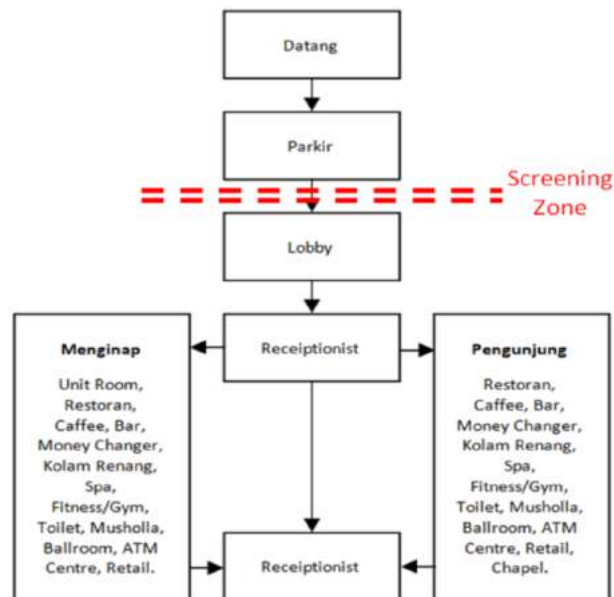 Datang
Parkir
Screening
Zone
Lobby
Receiptionist
Menginap
Unit Room,
Restoran,
Caffee, Bar,
Money Changer,
Kolam Renang,
Spa,
Fitness/Gym,
Toilet, Musholla,
Ballroom, ATM
Centre, Retail.
Pengunjung
Restoran,
Caffee, Bar,
Money Changer,
Kolam Renang,
Spa,
Fitness/Gym,
Toilet, Musholla,
Ballroom, ATM
Centre, Retail,
Chapel.
Receiptionist